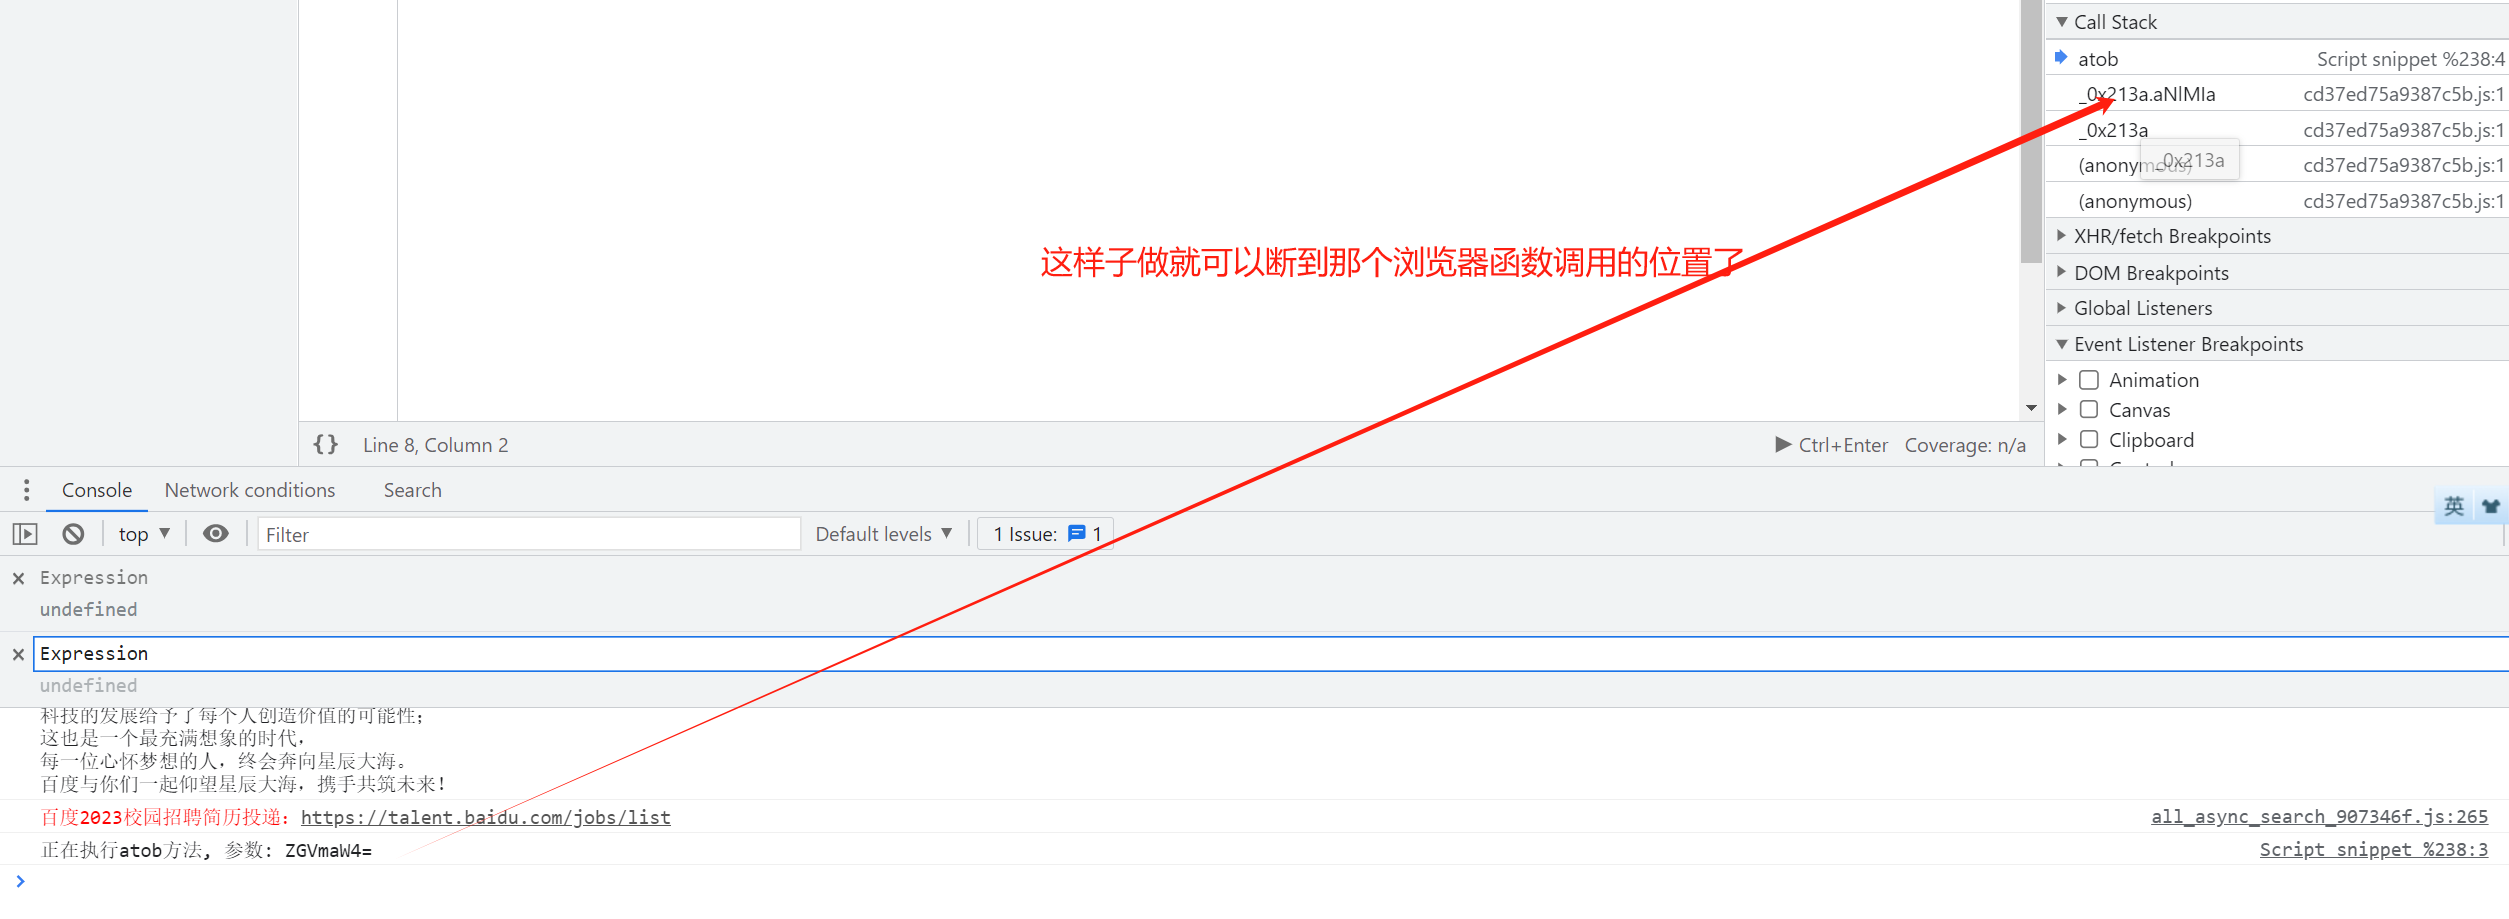 Call Stack
atob Script snippet %238:4
_0x213a.aNlMIa cd37ed75a9387c5b.js:1
_0x213a cd37ed75a9387c5b.js:1
_0x213a
(anonymous) cd37ed75a9387c5b.js:1
(anonymous) cd37ed75a9387c5b.js:1
XHR/fetch Breakpoints
DOM Breakpoints
Global Listeners
Event Listener Breakpoints
Animation
Canvas
Clipboard
这样子做就可以断到那个浏览器函数调用的位置了
{} Line 8, Column 2 Ctrl+Enter Coverage: n/a
Console Network conditions Search
英
top Filter Default levels 1 Issue: 1
Expression
undefined
Expression
undefined
科技的发展给予了每个人创造价值的可能性；
这也是一个最充满想象的时代，
每一位心怀梦想的人，终会奔向星辰大海。
百度与你们一起仰望星辰大海，携手共筑未来！
百度2023校园招聘简历投递：https://talent.baidu.com/jobs/list all_async_search_907346f.js:265
正在执行atob方法, 参数: ZGVmaW4= Script snippet %238:3